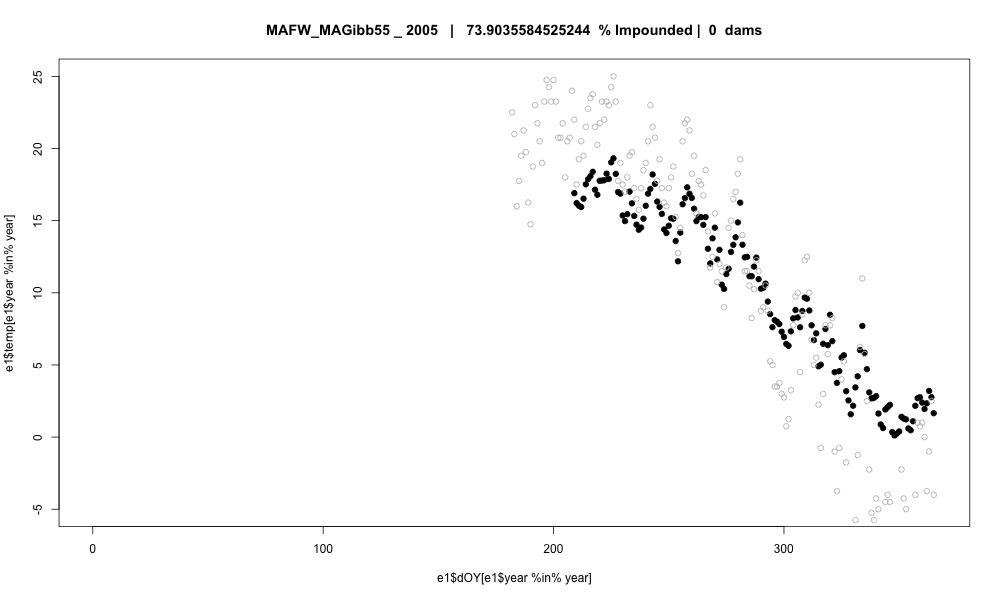 MAFW_MAGibb55 _ 2005 | 73.9035584525244 % Impounded | 0 dams
25
20
15
10
5
0
-5
e1$temp[e1$year %in% year]
0 100 200 300
e1$dOY[e1$year %in% year]